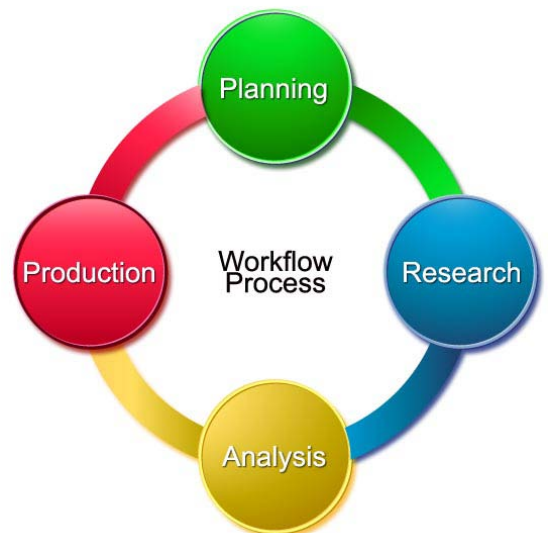 Planning
Production
Workflow
Process
Research
Analysis